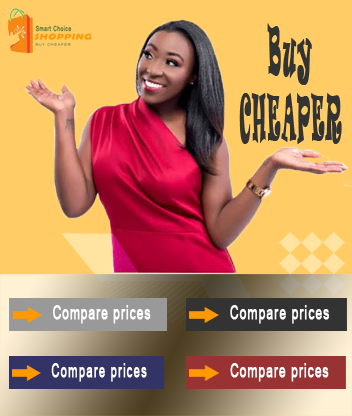 Smart Choice
SHOPPING
BUY CHEAPER
Buy
CHEAPER
Compare prices
Compare prices
Compare prices
Compare prices